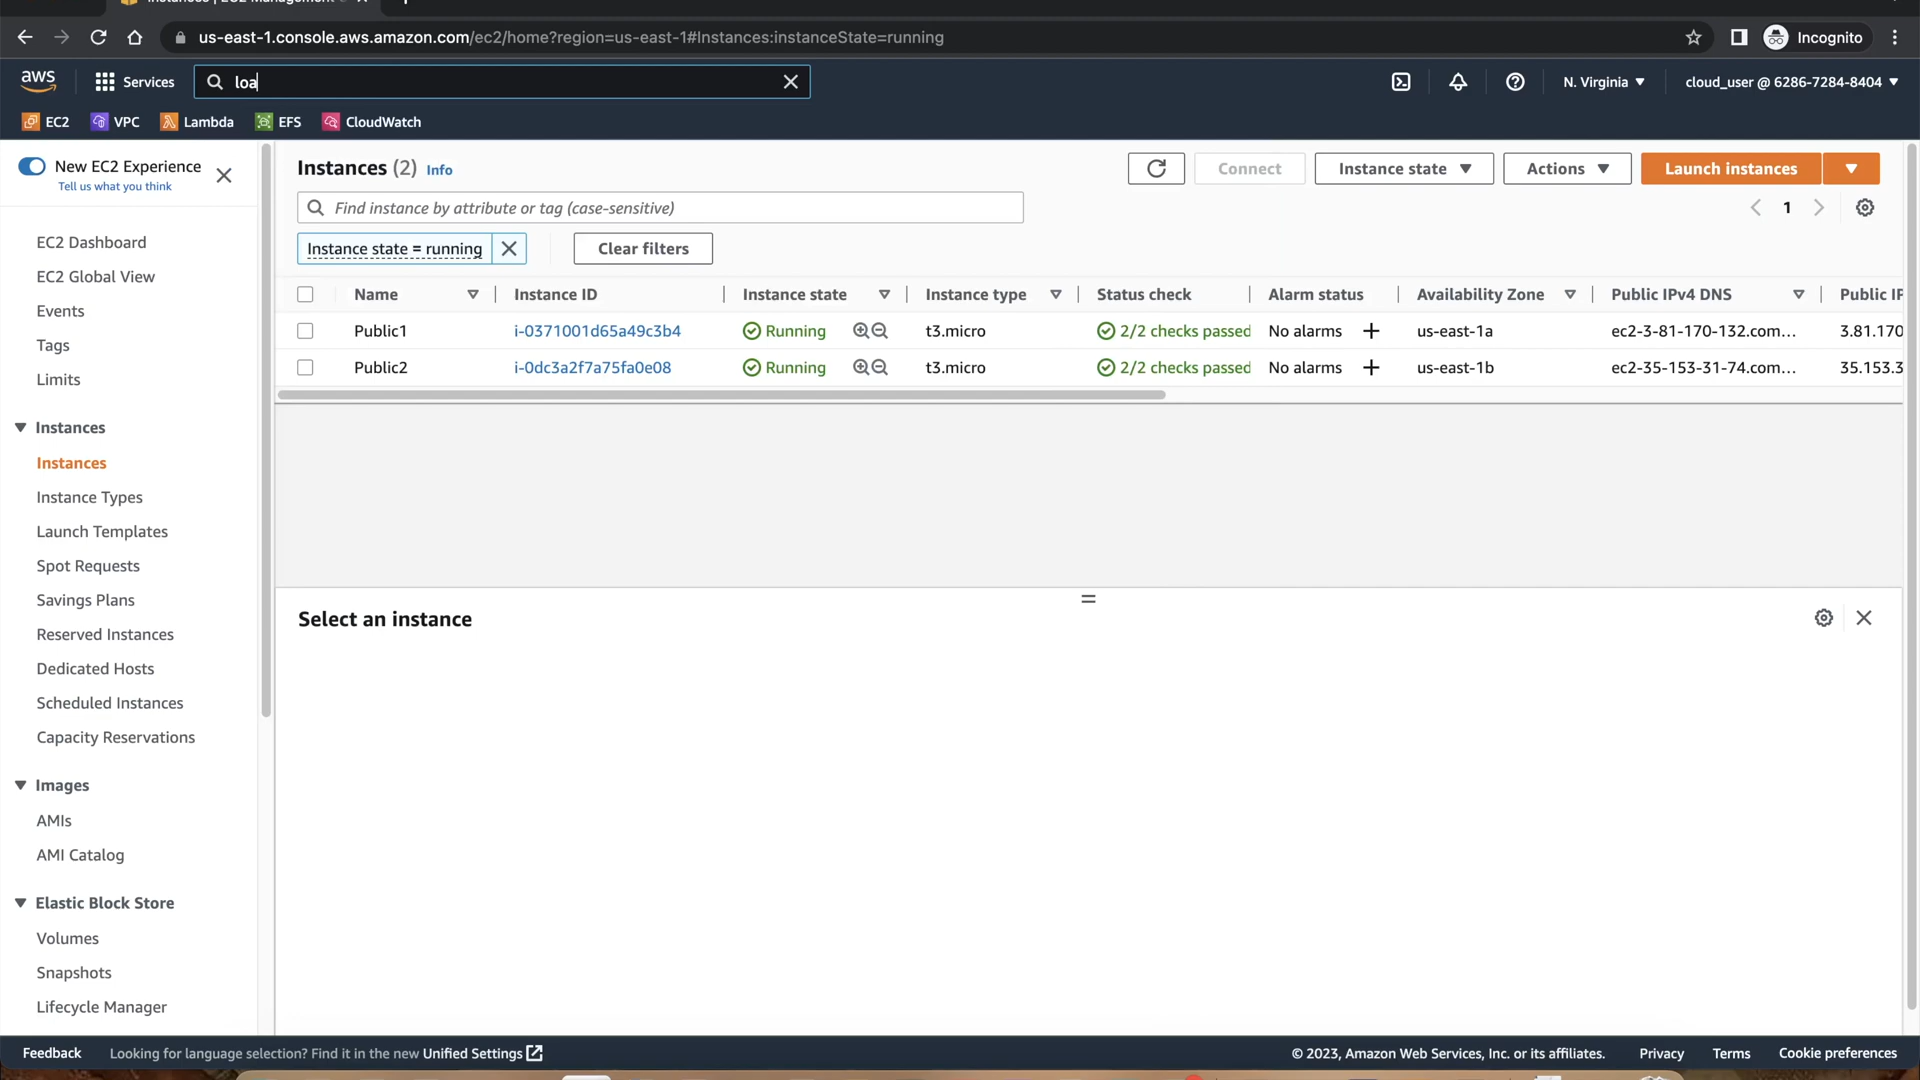 us-east-1.console.aws.amazon.com/ec2/home?region=us-east-1#Instances:instanceState=running
Incognito
aws
Services
loa
N. Virginia
cloud_user @ 6286-7284-8404
EC2
VPC
Lambda
EFS
CloudWatch
New EC2 Experience
Tell us what you think
EC2 Dashboard
EC2 Global View
Events
Tags
Limits
Instances
Instances
Instance Types
Launch Templates
Spot Requests
Savings Plans
Reserved Instances
Dedicated Hosts
Scheduled Instances
Capacity Reservations
Images
AMIs
AMI Catalog
Elastic Block Store
Volumes
Snapshots
Lifecycle Manager
Instances (2) Info
Connect
Instance state
Actions
Launch instances
Find instance by attribute or tag (case-sensitive)
1
Instance state = running
Clear filters
Name Instance ID Instance state Instance type Status check Alarm status Availability Zone Public IPv4 DNS Public IP
Public1 i-0371001d65a49c3b4 Running t3.micro 2/2 checks passed No alarms + us-east-1a ec2-3-81-170-132.com... 3.81.170
Public2 i-0dc3a2f7a75fa0e08 Running t3.micro 2/2 checks passed No alarms + us-east-1b ec2-35-153-31-74.com... 35.153.3
Select an instance
Feedback
Looking for language selection? Find it in the new Unified Settings
© 2023, Amazon Web Services, Inc. or its affiliates.
Privacy
Terms
Cookie preferences